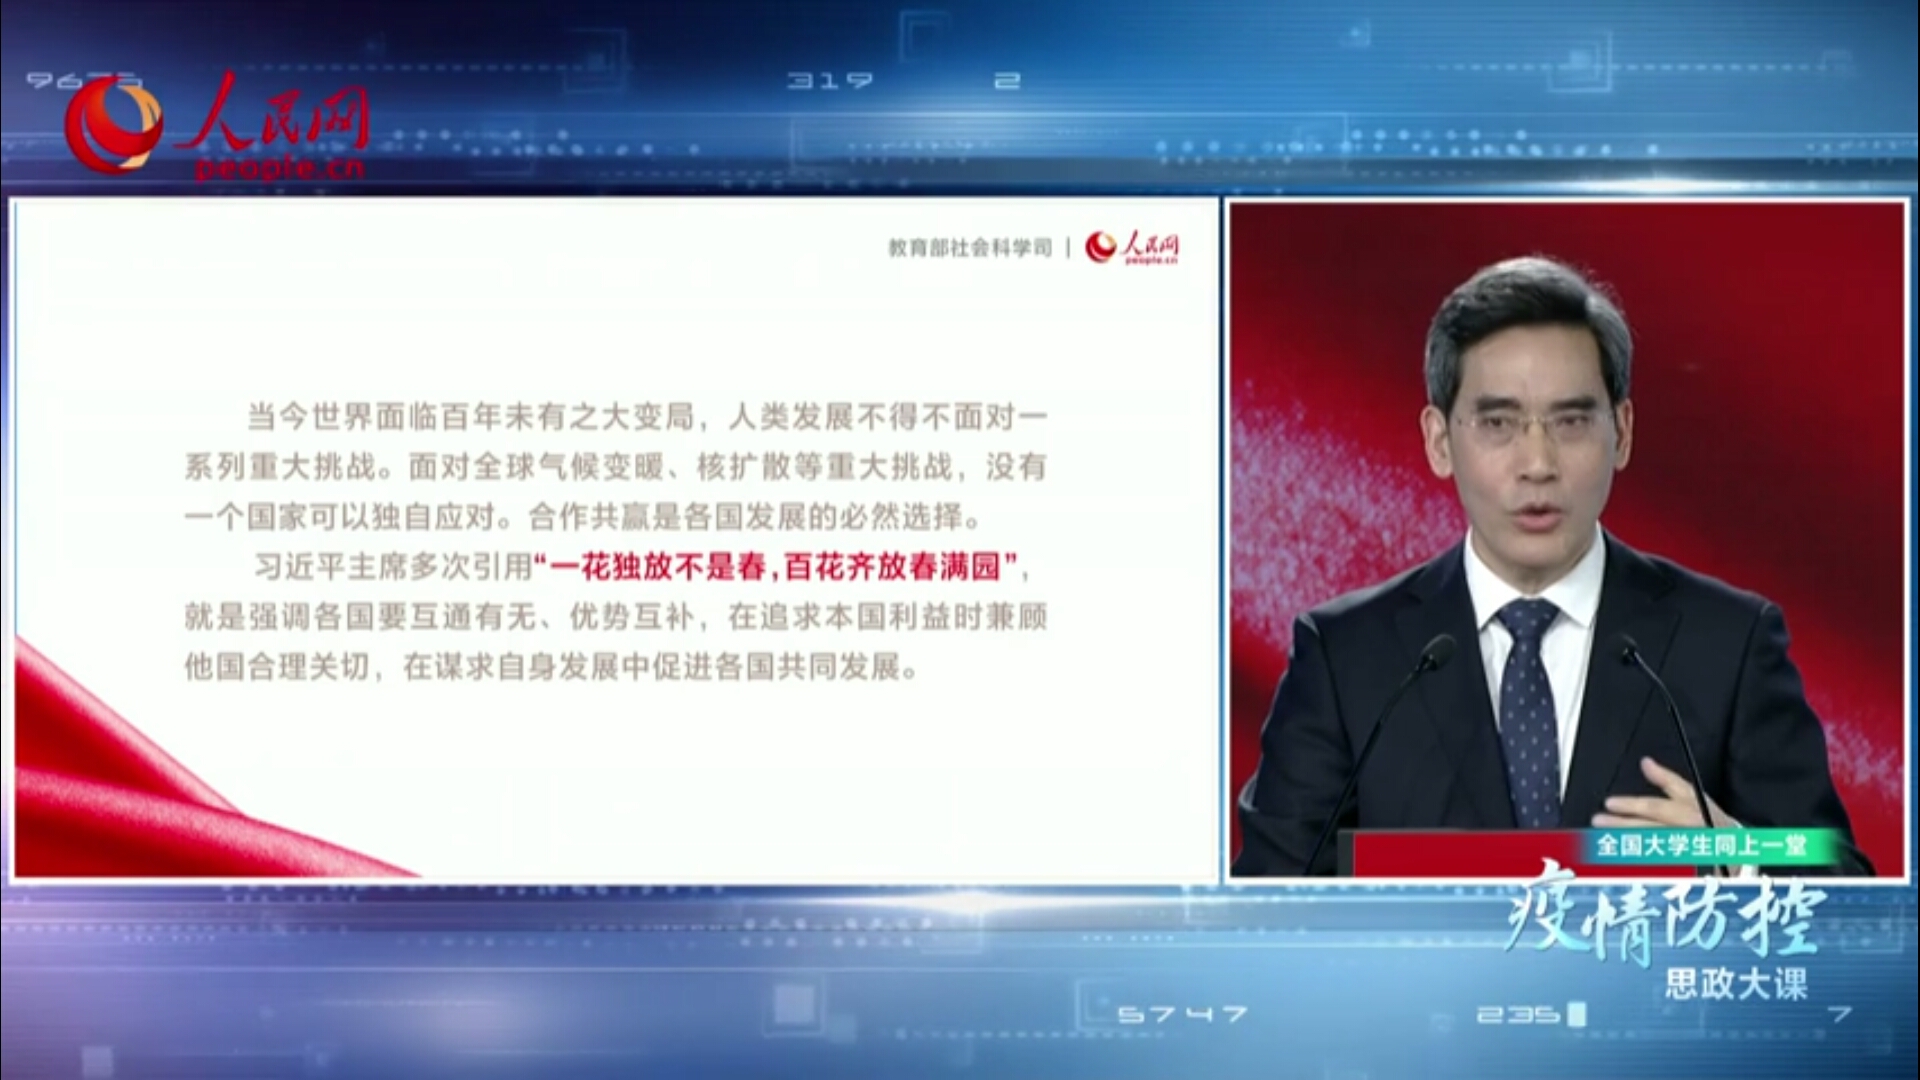 9675
319
2
人民网
people.cn
教育部社会科学司 | 人民网
people.cn
当今世界面临百年未有之大变局，人类发展不得不面对一
系列重大挑战。面对全球气候变暖、核扩散等重大挑战，没有
一个国家可以独自应对。合作共赢是各国发展的必然选择。
习近平主席多次引用“一花独放不是春，百花齐放春满园”，
就是强调各国要互通有无、优势互补，在追求本国利益时兼顾
他国合理关切，在谋求自身发展中促进各国共同发展。
全国大学生同上一堂
疫情防控
思政大课
5747
235
7